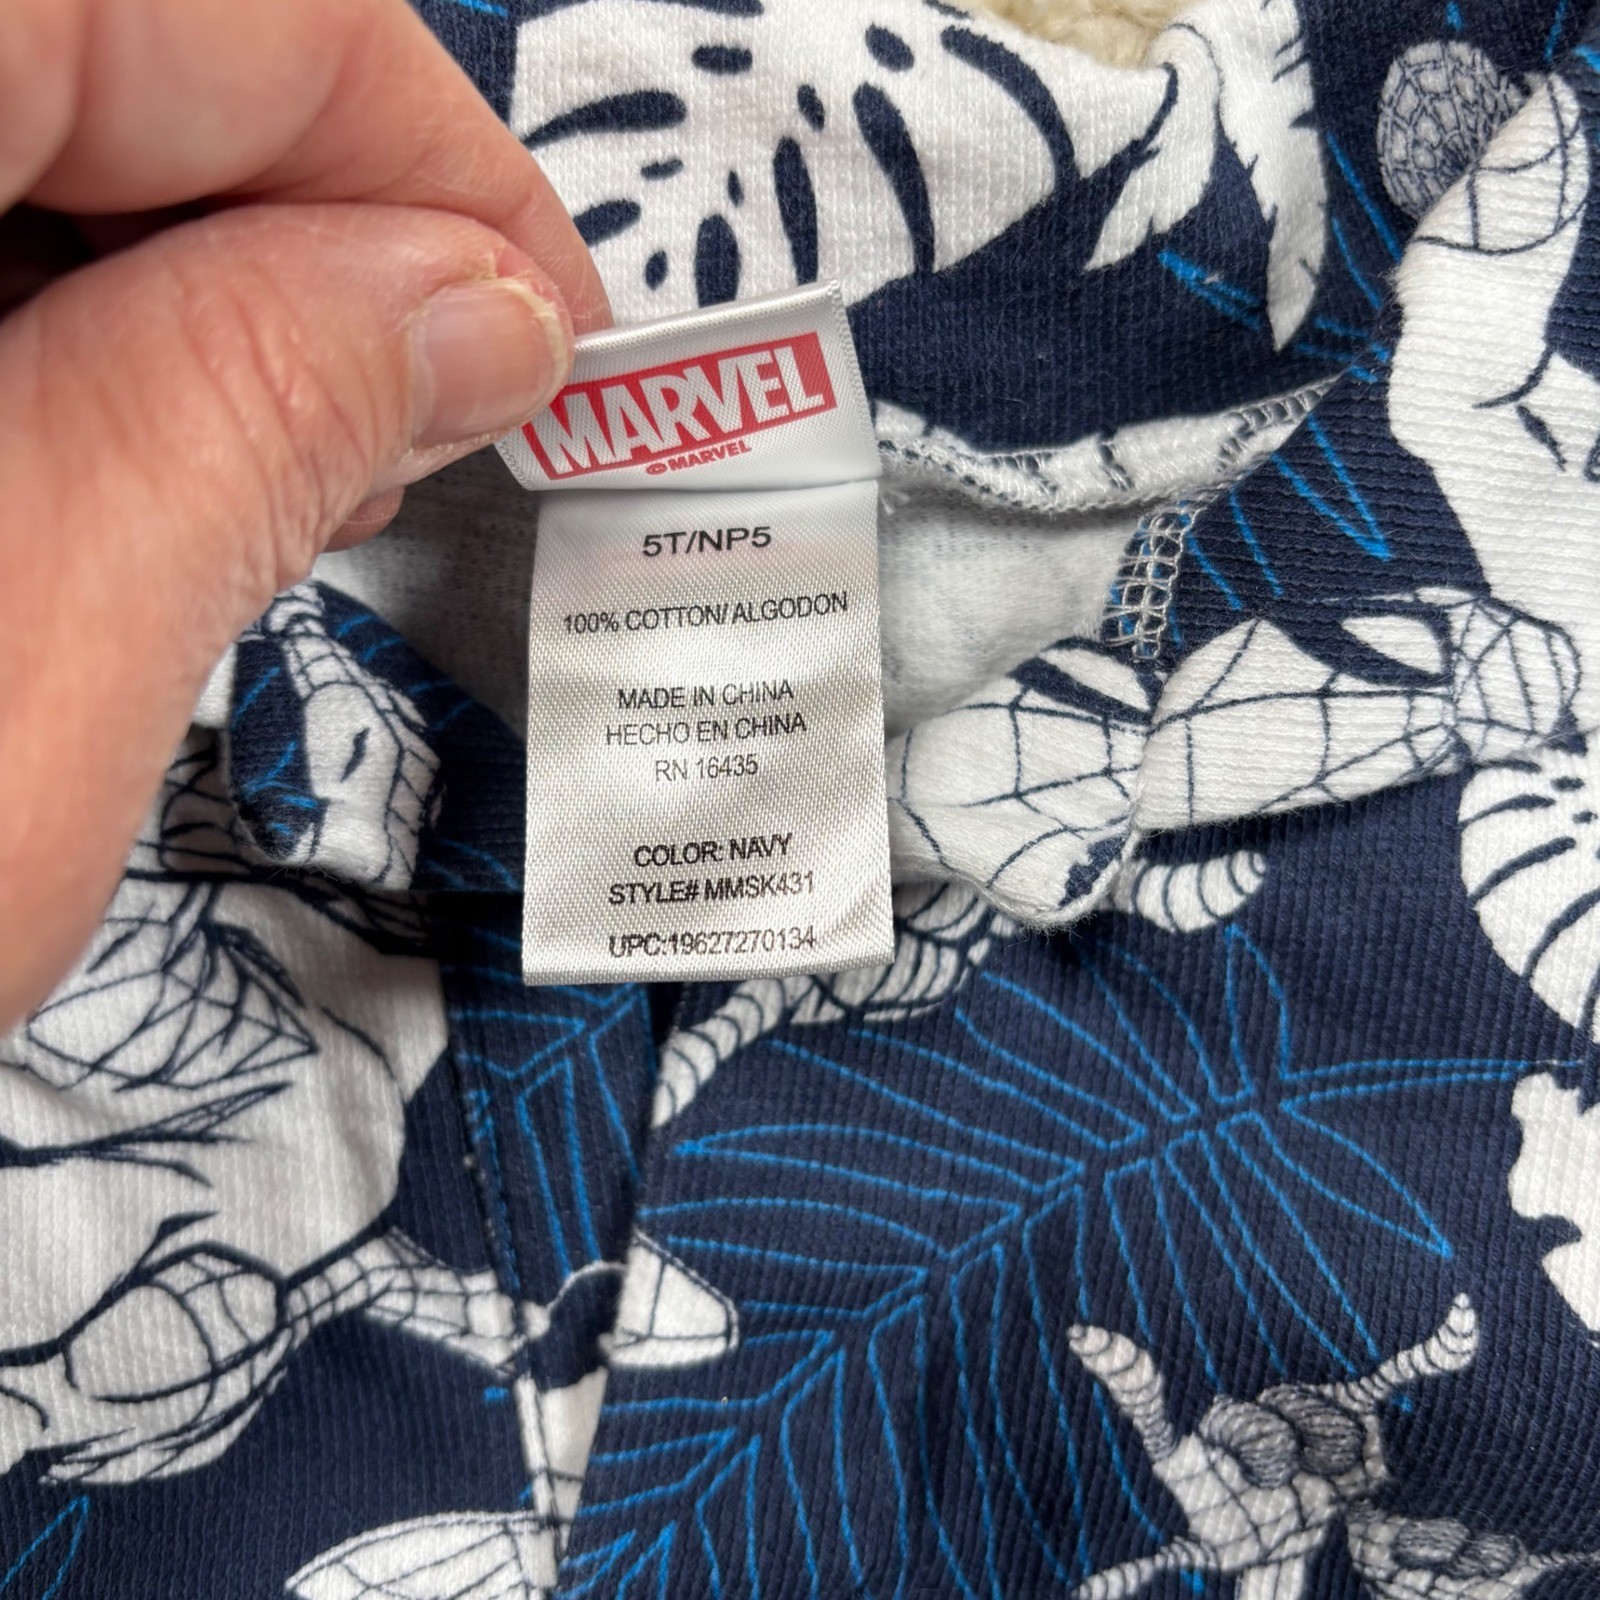 MARVEL
©MARVEL
5T/NP5
100% COTTON/ALGODON
MADE IN CHINA
HECHO EN CHINA
RN 16435
COLOR: NAVY
STYLE# MMSK431
UPC:19627270134